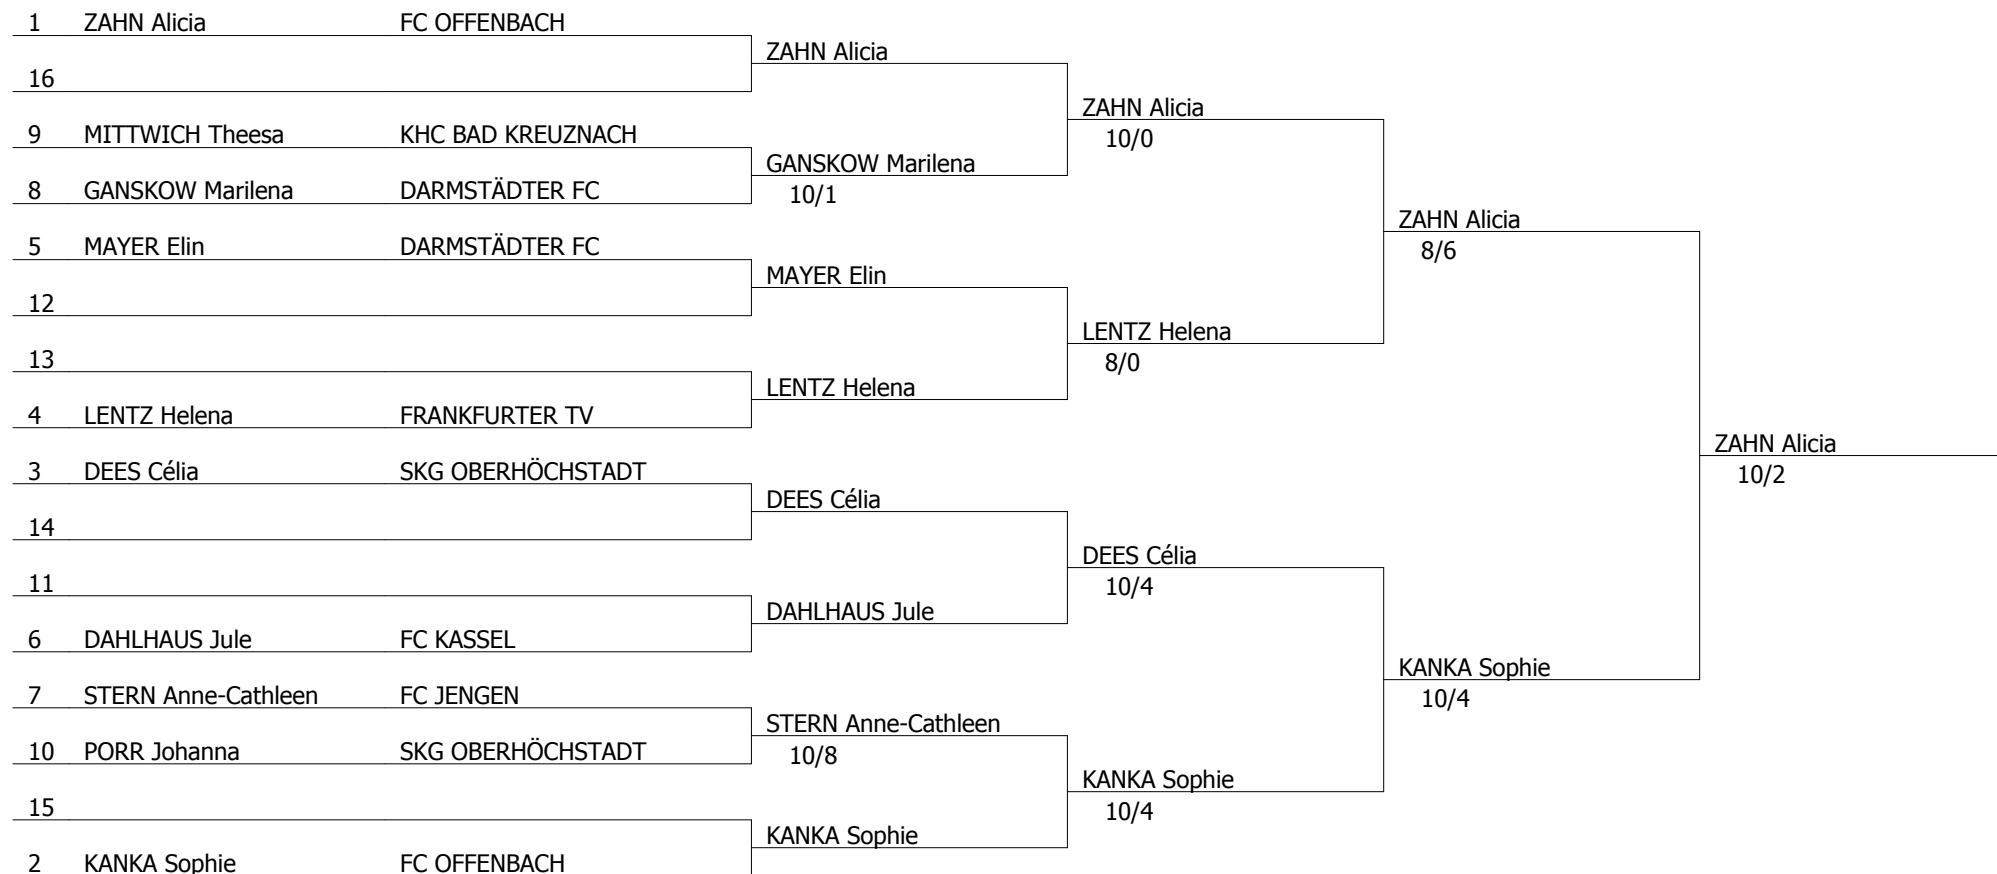 1 ZAHN Alicia FC OFFENBACH
ZAHN Alicia
16
ZAHN Alicia
10/0
9 MITTWICH Theesa KHC BAD KREUZNACH
GANSKOW Marilena
10/1
8 GANSKOW Marilena DARMSTÄDTER FC
ZAHN Alicia
8/6
5 MAYER Elin DARMSTÄDTER FC
MAYER Elin
12
LENTZ Helena
8/0
13
LENTZ Helena
4 LENTZ Helena FRANKFURTER TV
ZAHN Alicia
10/2
3 DEES Célia SKG OBERHÖCHSTADT
DEES Célia
14
DEES Célia
10/4
11
DAHLHAUS Jule
6 DAHLHAUS Jule FC KASSEL
KANKA Sophie
10/4
7 STERN Anne-Cathleen FC JENGEN
STERN Anne-Cathleen
10/8
10 PORR Johanna SKG OBERHÖCHSTADT
KANKA Sophie
10/4
15
KANKA Sophie
2 KANKA Sophie FC OFFENBACH